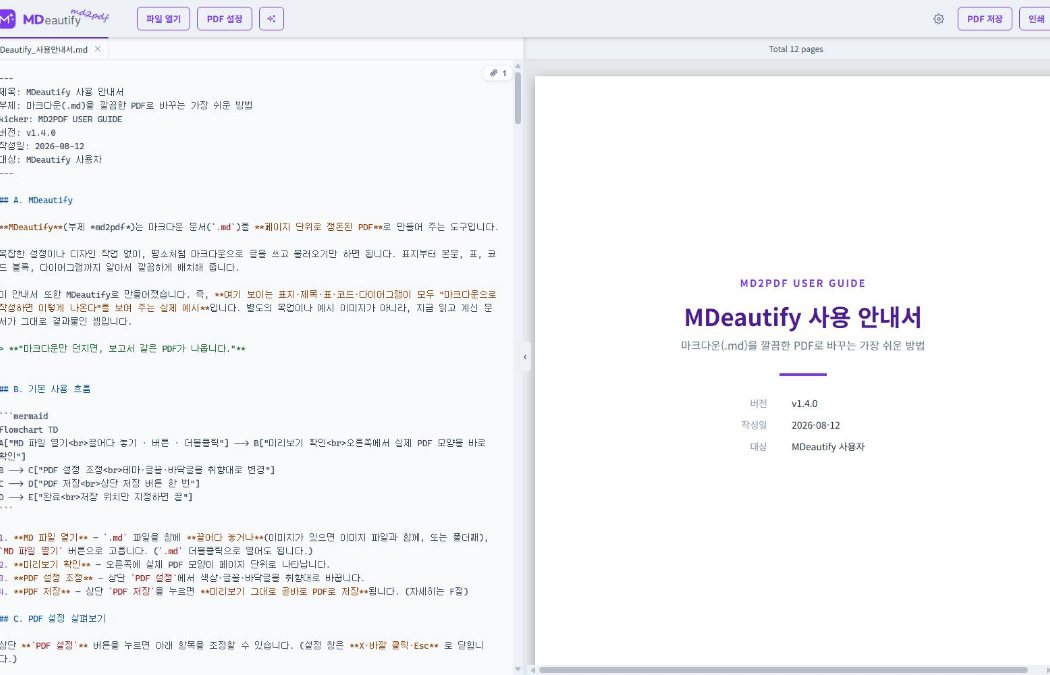 MDeautify md2pdf
파일 열기
PDF 설정
PDF 저장
인쇄
Deautify_사용안내서.md ×
Total 12 pages
1
---
제목: MDeautify 사용 안내서
부제: 마크다운(.md)을 깔끔한 PDF로 바꾸는 가장 쉬운 방법
kicker: MD2PDF USER GUIDE
버전: v1.4.0
작성일: 2026-08-12
대상: MDeautify 사용자
---
## A. MDeautify
**MDeautify**(부제 *md2pdf*)는 마크다운 문서(`.md`)를 **페이지 단위로 정돈된 PDF**로 만들어 주는 도구입니다.
복잡한 설정이나 디자인 작업 없이, 평소처럼 마크다운으로 글을 쓰고 불러오기만 하면 됩니다. 표지부터 본문, 표, 코
드 블록, 다이어그램까지 알아서 깔끔하게 배치해 줍니다.
이 안내서 또한 MDeautify로 만들어졌습니다. 즉, **여기 보이는 표지·제목·표·코드·다이어그램이 모두 "마크다운으로
작성하면 이렇게 나온다"를 보여 주는 실제 예시**입니다. 별도의 목업이나 예시 이미지가 아니라, 지금 읽고 계신 문
서가 그대로 결과물인 셈입니다.
> **"마크다운만 던지면, 보고서 같은 PDF가 나옵니다."**
## B. 기본 사용 흐름
```mermaid
flowchart TD
A["MD 파일 열기<br>끌어다 놓기 · 버튼 · 더블클릭"] --> B["미리보기 확인<br>오른쪽에서 실제 PDF 모양을 바로
확인"]
B --> C["PDF 설정 조정<br>테마·글꼴·바닥글을 취향대로 변경"]
C --> D["PDF 저장<br>상단 저장 버튼 한 번"]
D --> E["완료<br>저장 위치만 지정하면 끝"]
```
1. **MD 파일 열기** - `.md` 파일을 창에 **끌어다 놓거나**(이미지가 있으면 이미지 파일과 함께, 또는 폴더째),
`MD 파일 열기` 버튼으로 고릅니다. (`.md` 더블클릭으로 열어도 됩니다.)
2. **미리보기 확인** - 오른쪽에 실제 PDF 모양이 페이지 단위로 나타납니다.
3. **PDF 설정 조정** - 상단 `PDF 설정`에서 색상·글꼴·바닥글을 취향대로 바꿉니다.
4. **PDF 저장** - 상단 `PDF 저장`을 누르면 **미리보기 그대로 곧바로 PDF로 저장**됩니다. (자세히는 F절)
## C. PDF 설정 살펴보기
상단 **`PDF 설정`** 버튼을 누르면 아래 항목을 조정할 수 있습니다. (설정 창은 **X·바깥 클릭·Esc** 로 닫힙니
다.)
MD2PDF USER GUIDE
MDeautify 사용 안내서
마크다운(.md)을 깔끔한 PDF로 바꾸는 가장 쉬운 방법
버전 v1.4.0
작성일 2026-08-12
대상 MDeautify 사용자